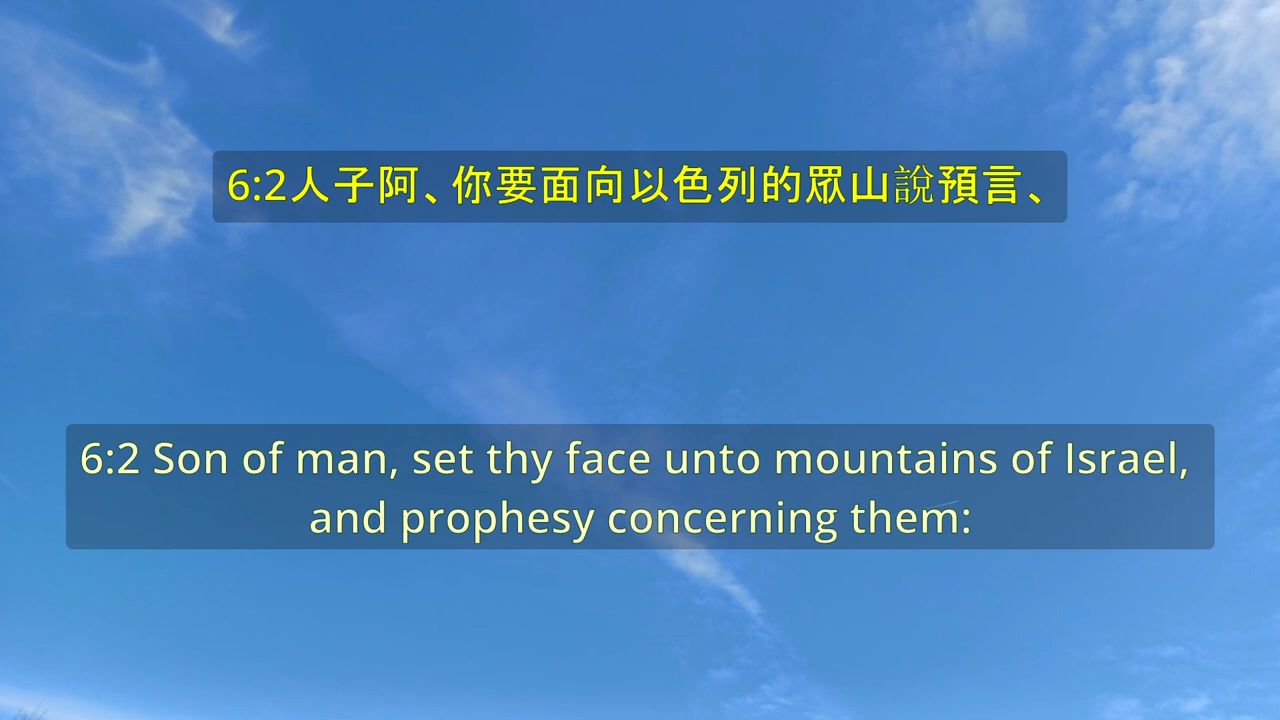 6:2人子阿、你要面向以色列的眾山說預言、
6:2 Son of man, set thy face unto mountains of Israel,
and prophesy concerning them: